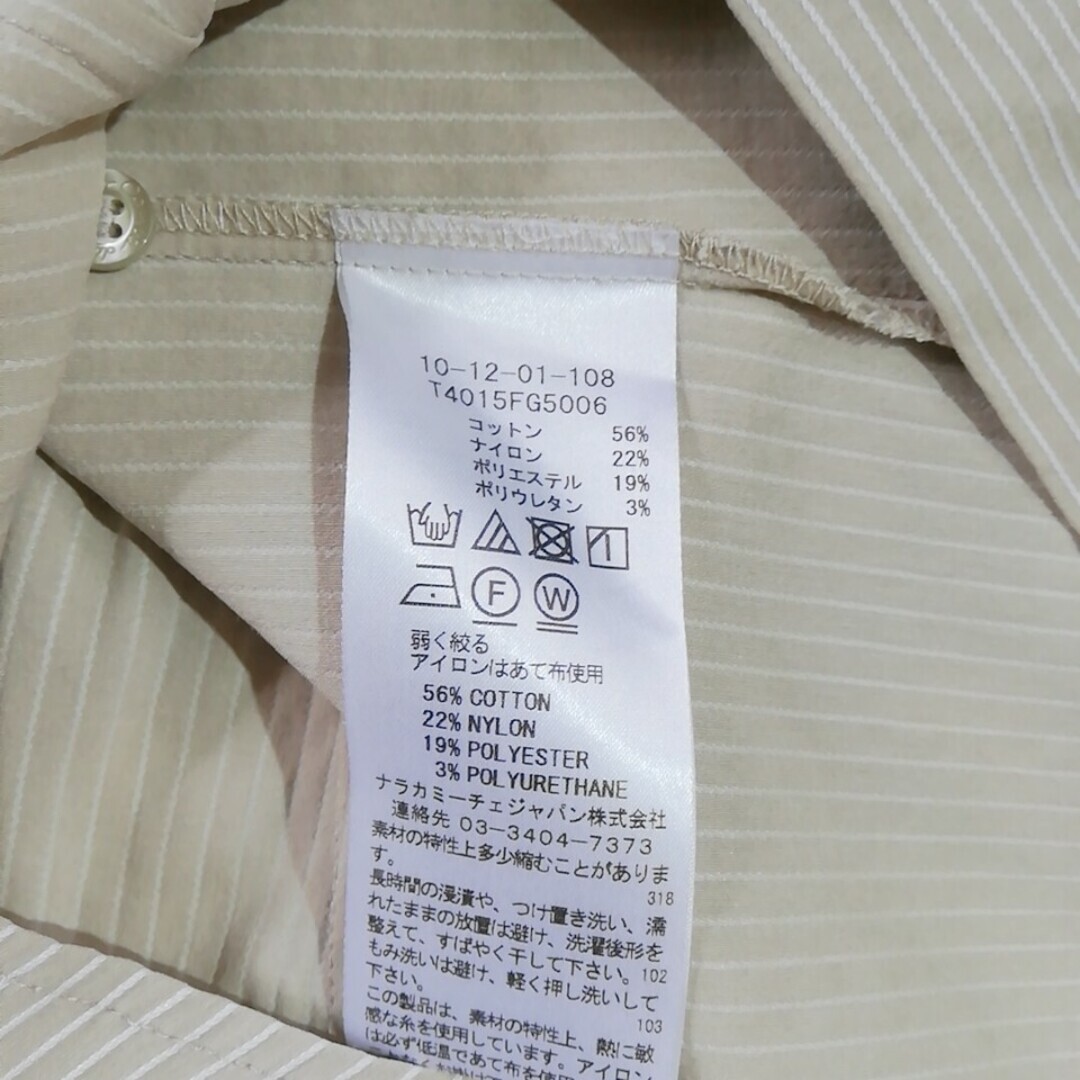 10-12-01-108
T4015FG5006
コットン 56%
ナイロン 22%
ポリエステル 19%
ポリウレタン 3%
F W
弱く絞る
アイロンはあて布使用
56% COTTON
22% NYLON
19% POLYESTER
3% POLYURETHANE
ナラカミーチェジャパン株式会社
連絡先 03-3404-7373
素材の特性上多少縮むことがありま
す。 318
長時間の浸漬や、つけ置き洗い、濡
れたままの放置は避け、洗濯後形を
整えて、すばやく干して下さい。 102
もみ洗いは避け、軽く押し洗いして
下さい。 103
この製品は、素材の特性上、熱に敏
感な糸を使用しています。アイロン
は必ず低温であて布を使用